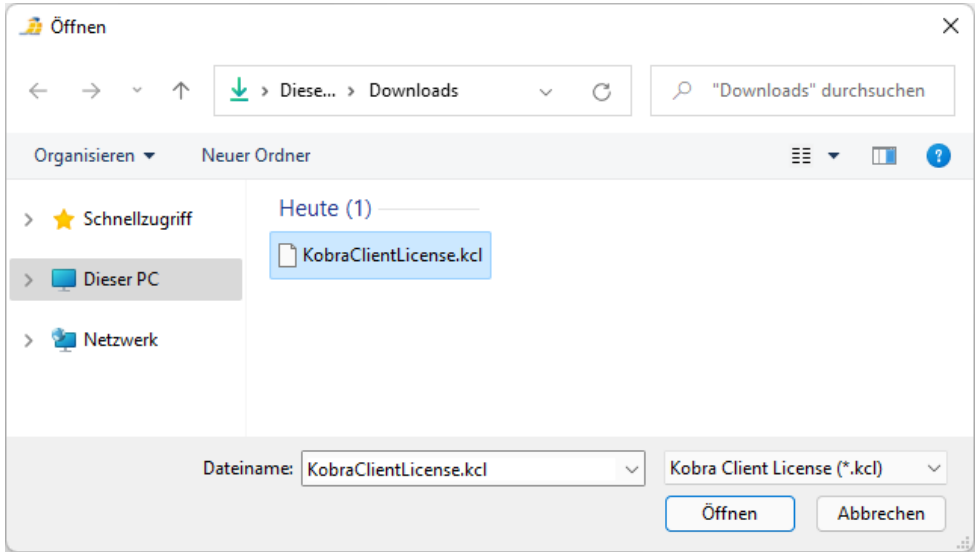 Öffnen
Diese... > Downloads
"Downloads" durchsuchen
Organisieren
Neuer Ordner
?
Schnellzugriff
Heute (1)
KobraClientLicense.kcl
Dieser PC
Netzwerk
Dateiname: KobraClientLicense.kcl
Kobra Client License (*.kcl)
Öffnen
Abbrechen